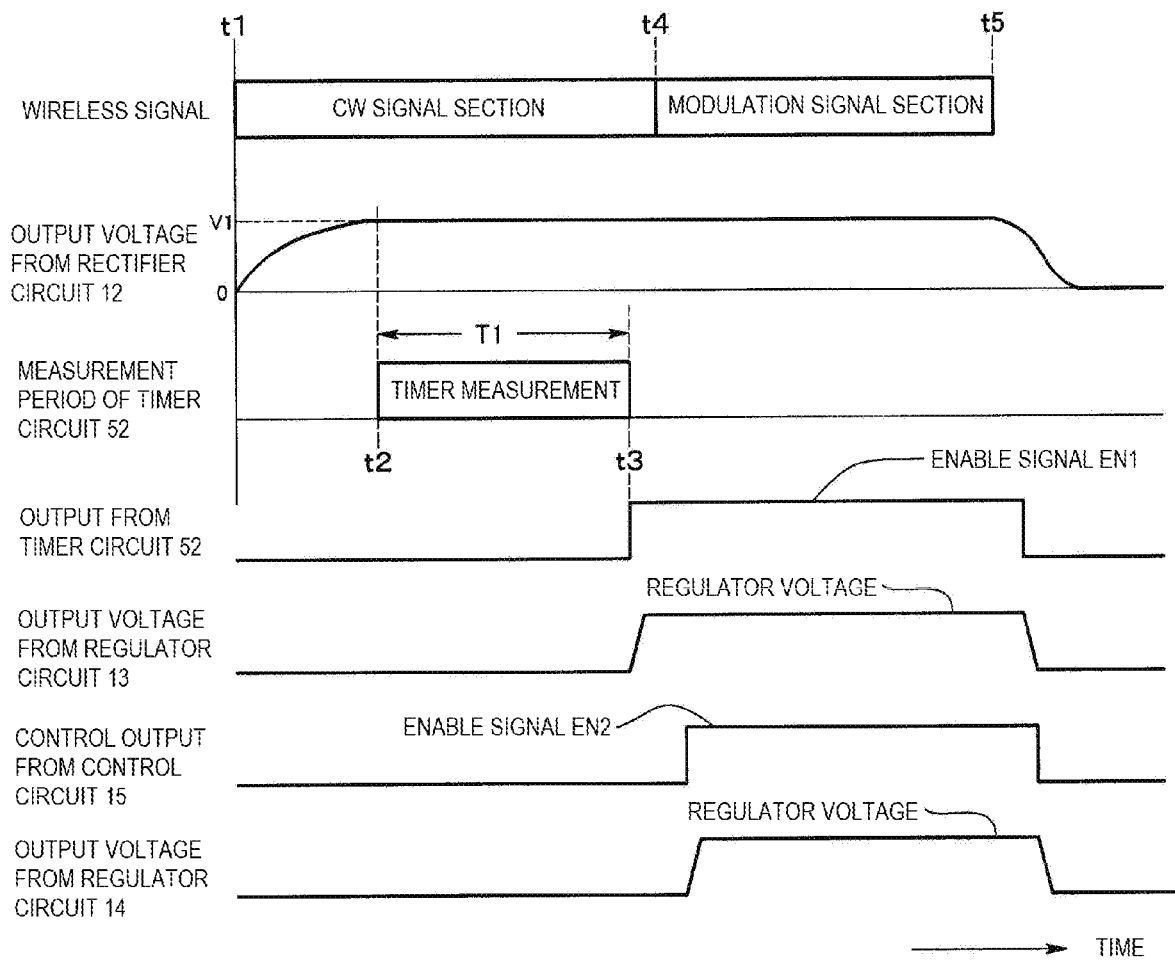 t1
t4
t5
WIRELESS SIGNAL
CW SIGNAL SECTION
MODULATION SIGNAL SECTION
V1
OUTPUT VOLTAGE
FROM RECTIFIER
CIRCUIT 12
0
T1
MEASUREMENT
PERIOD OF TIMER
CIRCUIT 52
TIMER MEASUREMENT
t2
t3
ENABLE SIGNAL EN1
OUTPUT FROM
TIMER CIRCUIT 52
REGULATOR VOLTAGE
OUTPUT VOLTAGE
FROM REGULATOR
CIRCUIT 13
ENABLE SIGNAL EN2
CONTROL OUTPUT
FROM CONTROL
CIRCUIT 15
REGULATOR VOLTAGE
OUTPUT VOLTAGE
FROM REGULATOR
CIRCUIT 14
TIME